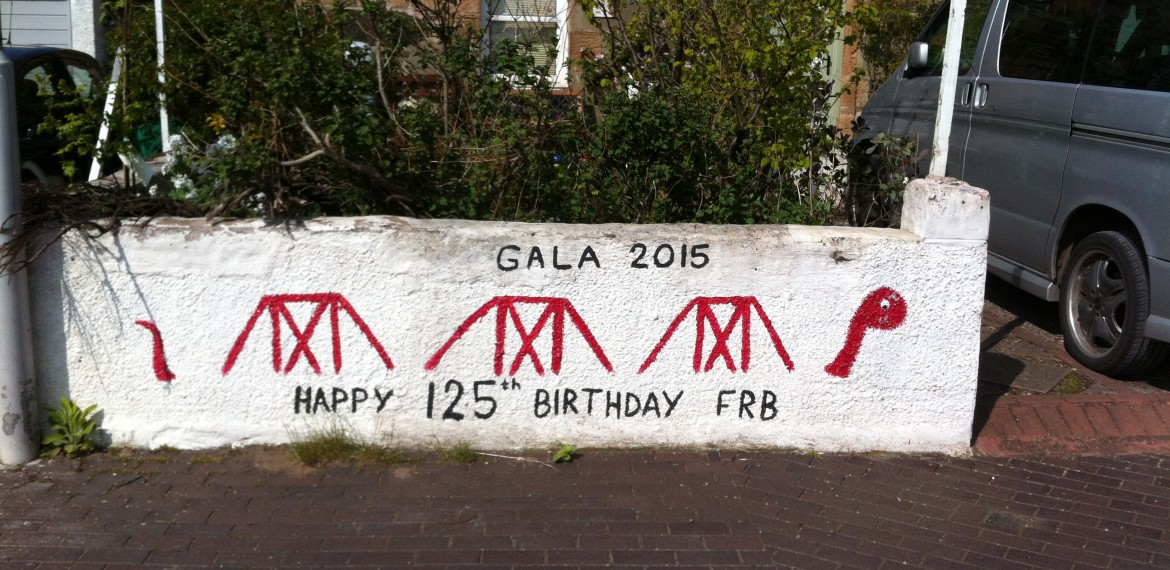 GALA 2015
HAPPY 125th BIRTHDAY FRB